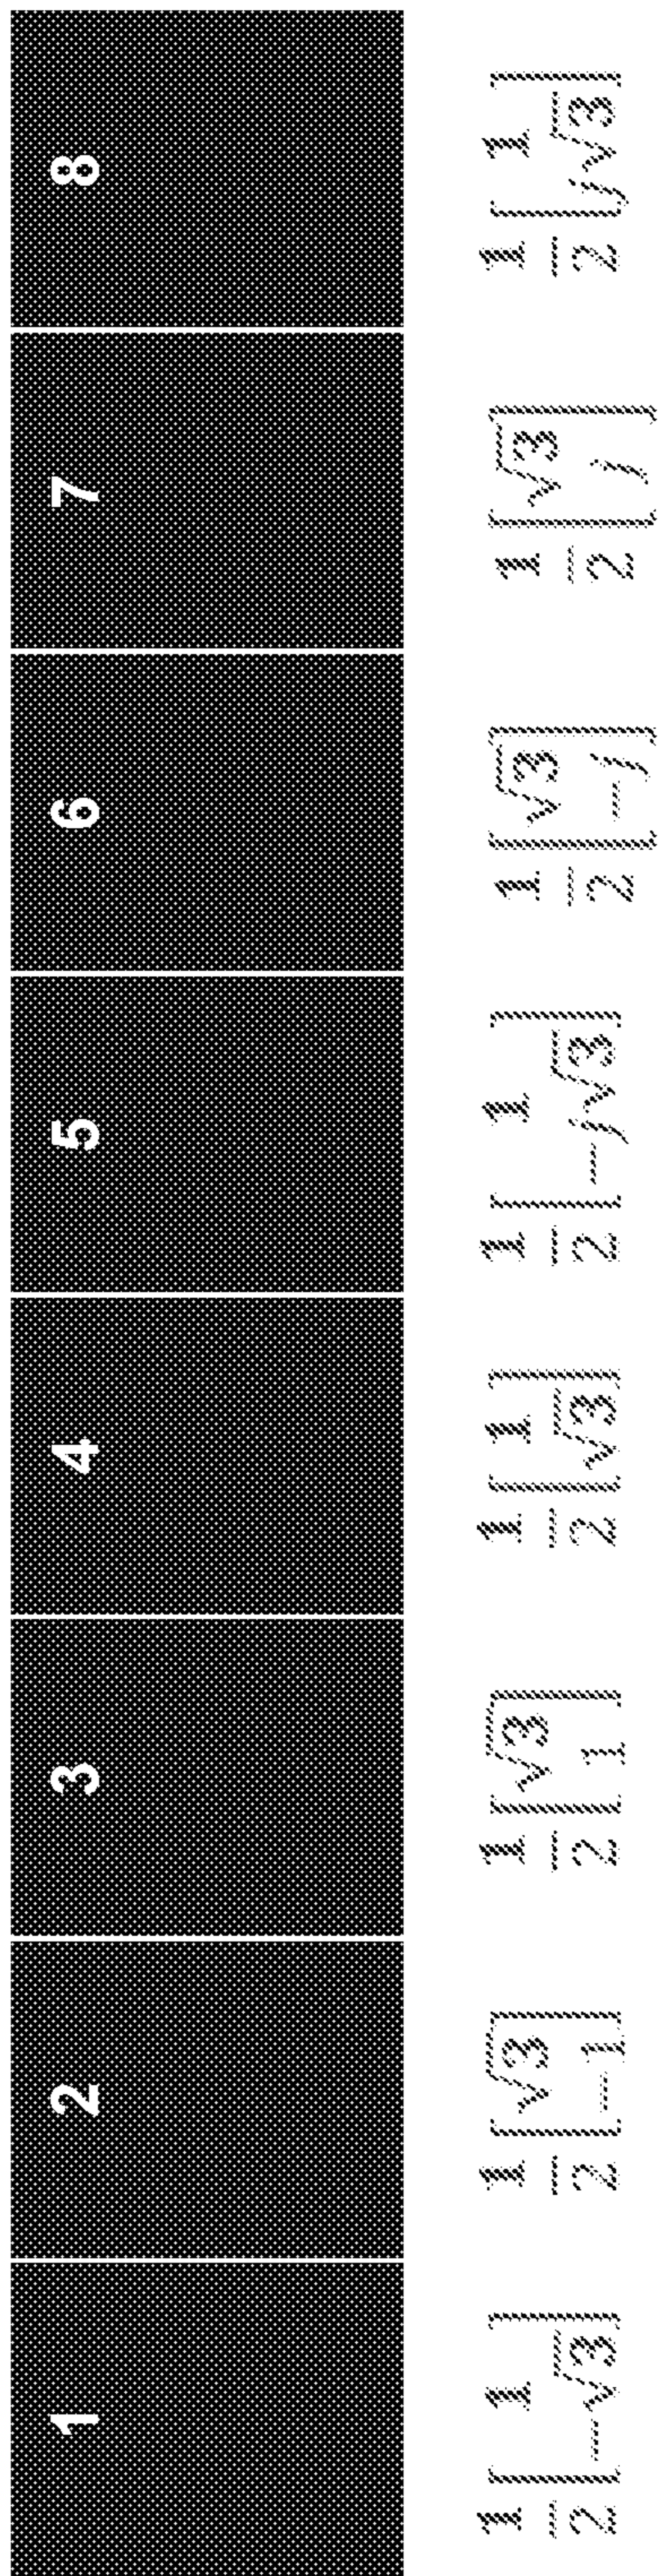 1 2 3 4 5 6 7 8
1/2 [1; −√3] 1/2 [√3; −1] 1/2 [√3; 1] 1/2 [1; √3] 1/2 [1; −j√3] 1/2 [√3; −j] 1/2 [√3; j] 1/2 [1; j√3]